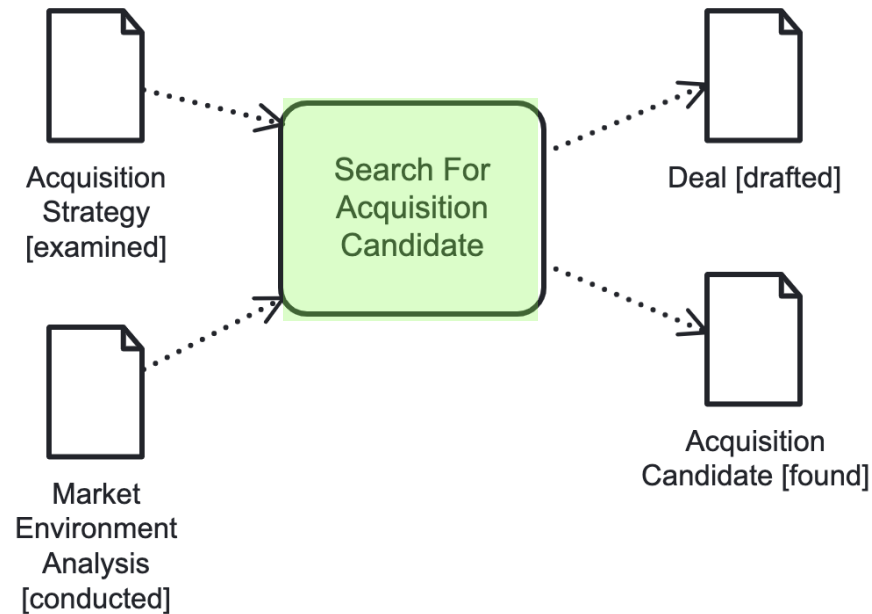 Acquisition
Strategy
[examined]
Market
Environment
Analysis
[conducted]
Search For
Acquisition
Candidate
Deal [drafted]
Acquisition
Candidate [found]